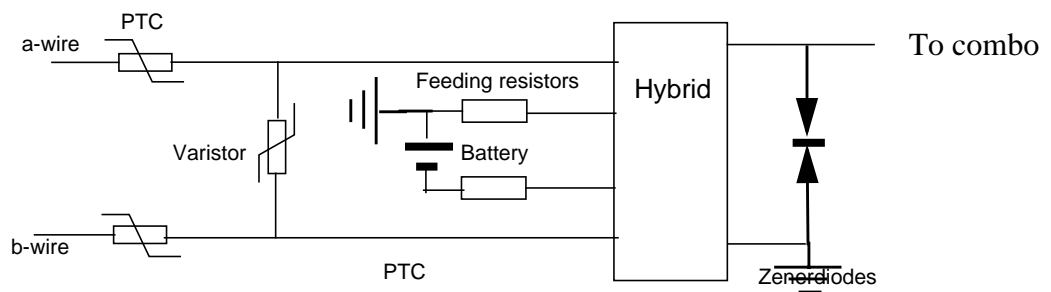 PTC
a-wire
To combo
Feeding resistors
Hybrid
Varistor
Battery
b-wire
PTC
Zenerdiodes